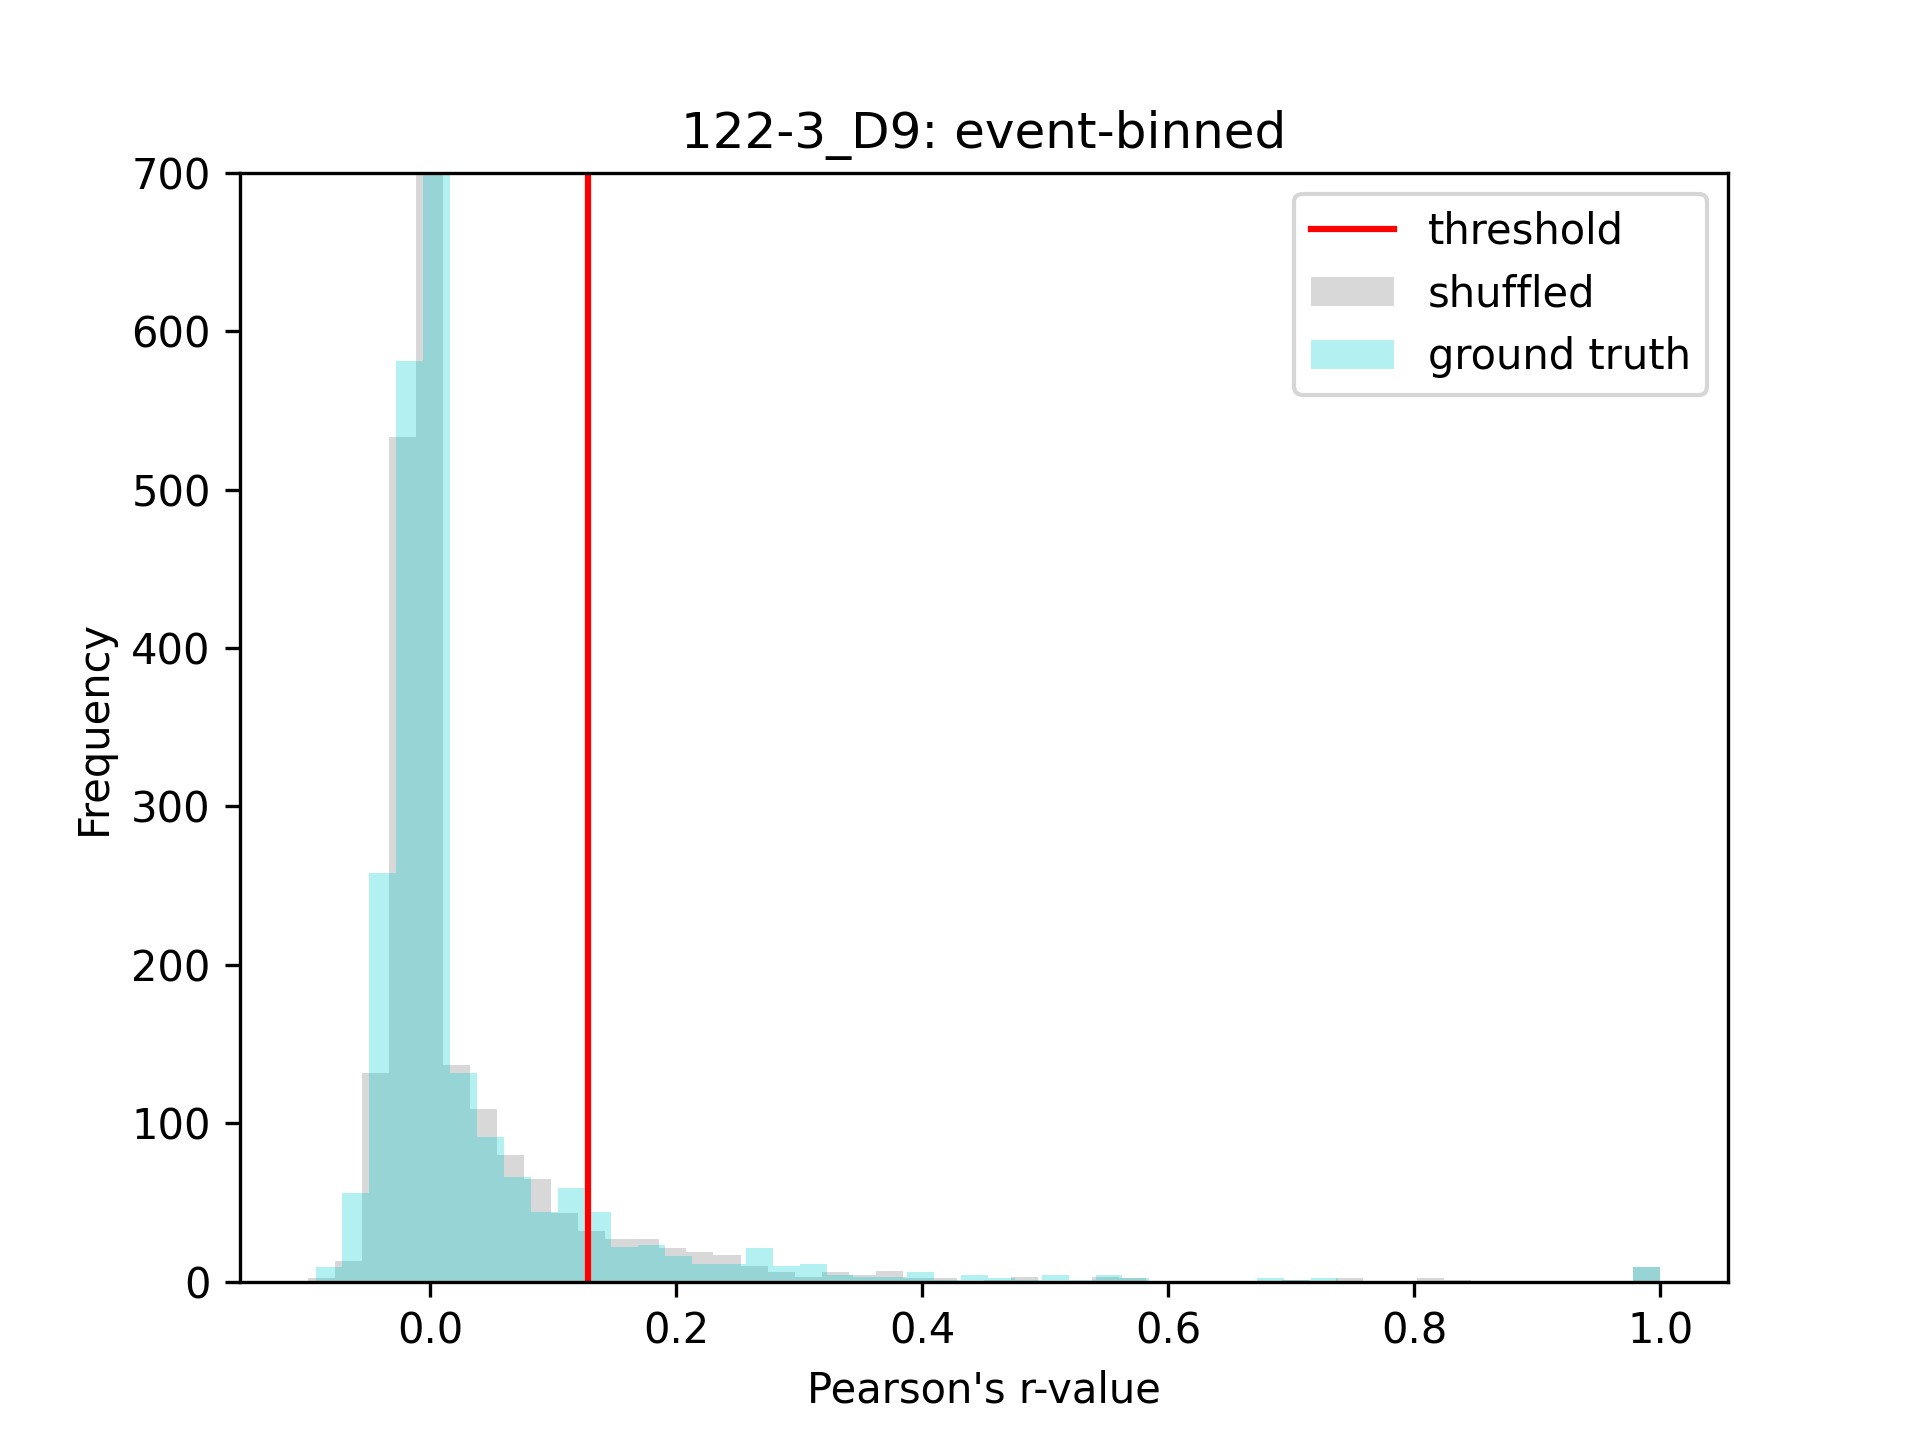 122-3_D9: event-binned
700
600
500
400
300
200
100
0
Frequency
threshold
shuffled
ground truth
0.0 0.2 0.4 0.6 0.8 1.0
Pearson's r-value